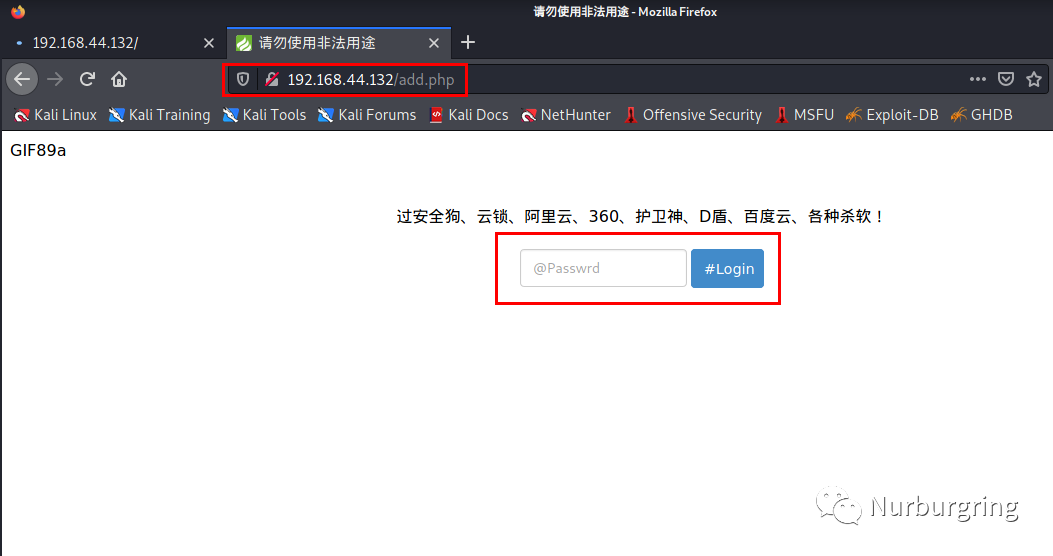 请勿使用非法用途 - Mozilla Firefox
192.168.44.132/
请勿使用非法用途
192.168.44.132/add.php
Kali Linux Kali Training Kali Tools Kali Forums Kali Docs NetHunter Offensive Security MSFU Exploit-DB GHDB
GIF89a
过安全狗、云锁、阿里云、360、护卫神、D盾、百度云、各种杀软！
@Passwrd #Login
Nurburgring